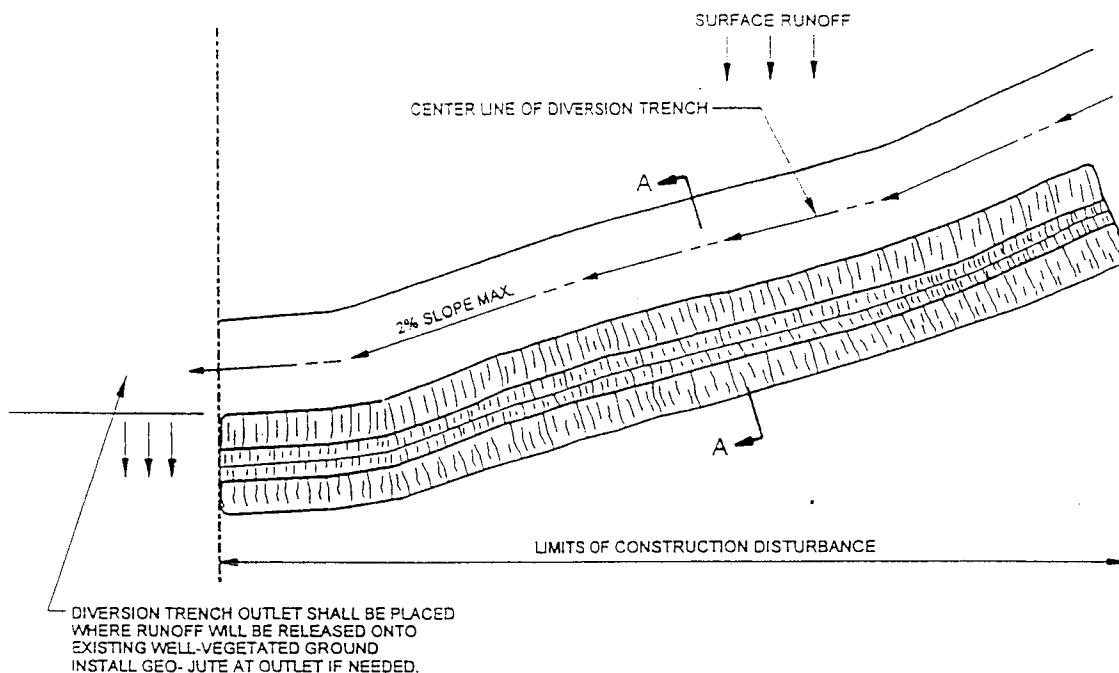 SURFACE RUNOFF
CENTER LINE OF DIVERSION TRENCH
A
2% SLOPE MAX.
A
LIMITS OF CONSTRUCTION DISTURBANCE
DIVERSION TRENCH OUTLET SHALL BE PLACED
WHERE RUNOFF WILL BE RELEASED ONTO
EXISTING WELL-VEGETATED GROUND
INSTALL GEO- JUTE AT OUTLET IF NEEDED.